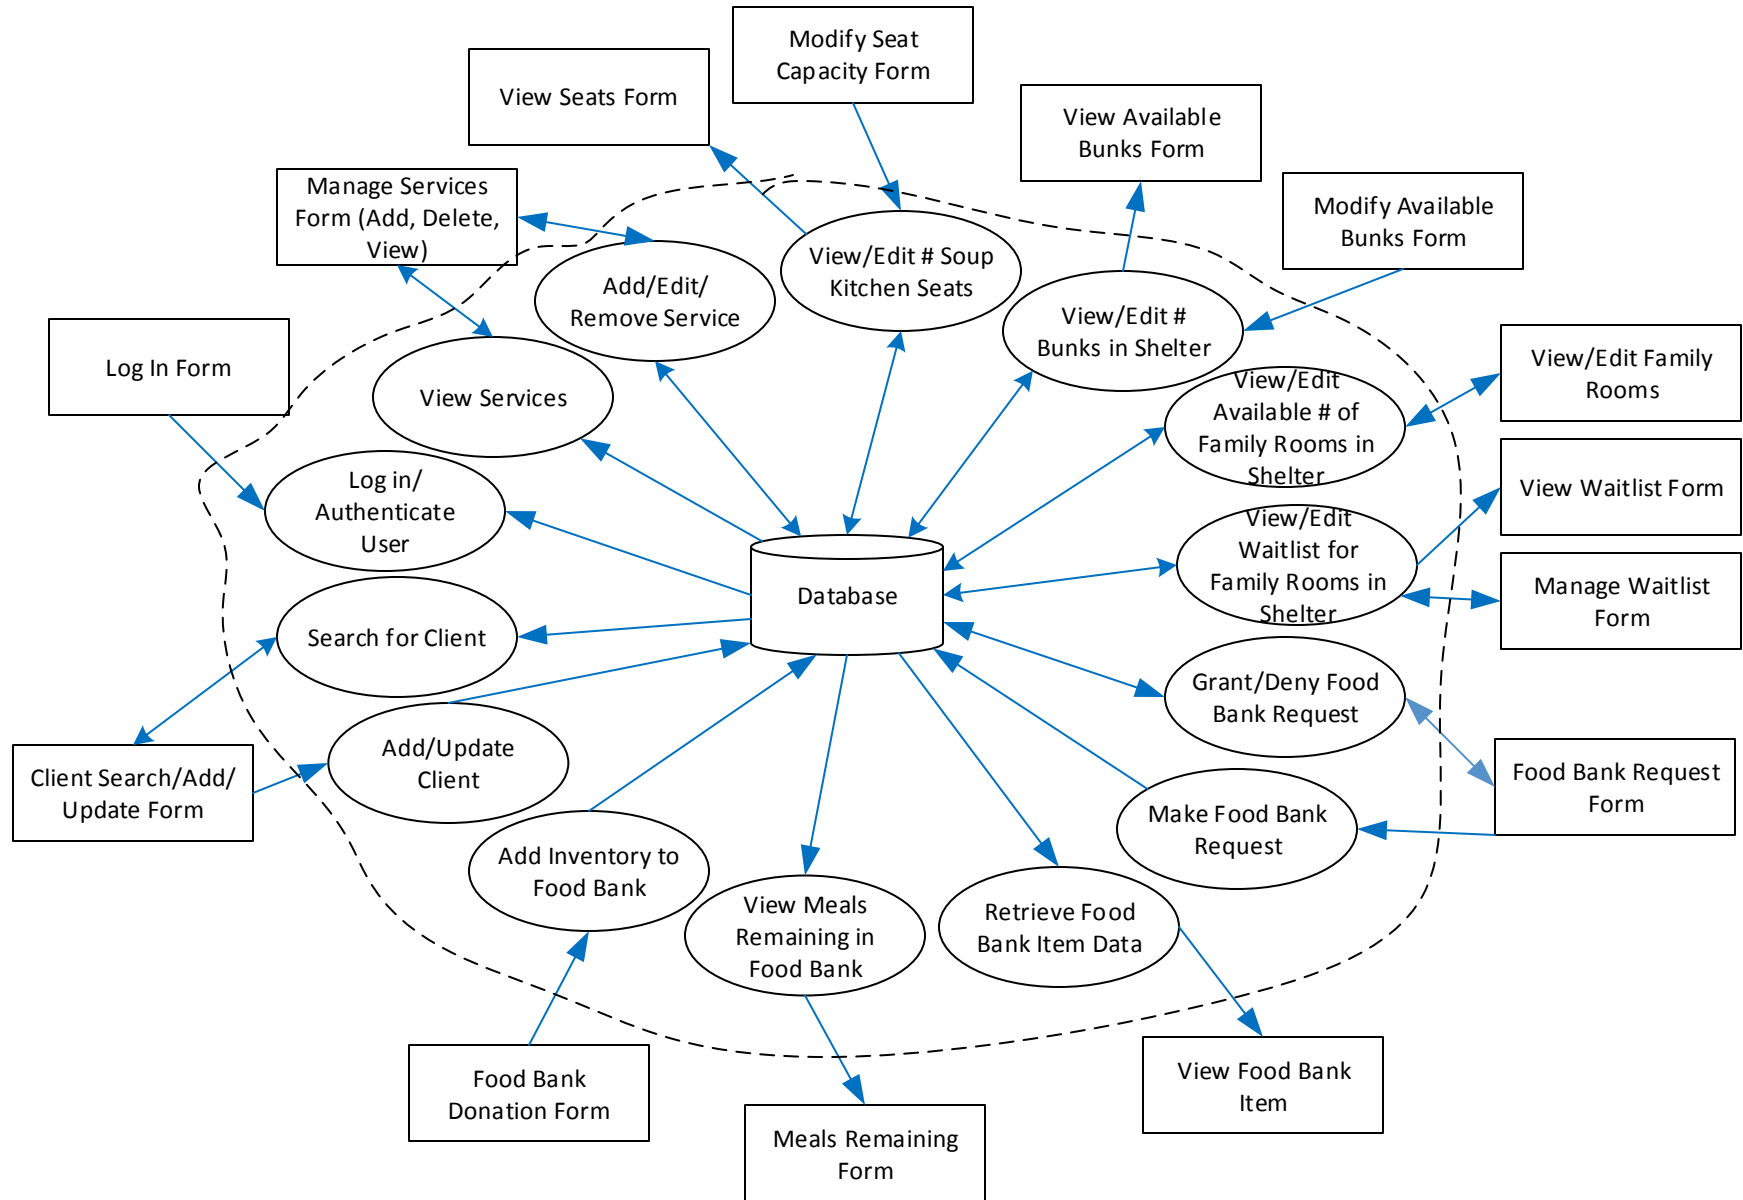 Modify Seat
Capacity Form
View Seats Form
View Available
Bunks Form
Manage Services
Form (Add, Delete,
View)
Modify Available
Bunks Form
View/Edit # Soup
Kitchen Seats
Add/Edit/
Remove Service
View/Edit #
Bunks in Shelter
Log In Form
View Services
View/Edit
Available # of
Family Rooms in
Shelter
View/Edit Family
Rooms
Log in/
Authenticate
User
View Waitlist Form
View/Edit
Waitlist for
Family Rooms in
Shelter
Database
Manage Waitlist
Form
Search for Client
Grant/Deny Food
Bank Request
Client Search/Add/
Update Form
Add/Update
Client
Food Bank Request
Form
Make Food Bank
Request
Add Inventory to
Food Bank
View Meals
Remaining in
Food Bank
Retrieve Food
Bank Item Data
Food Bank
Donation Form
View Food Bank
Item
Meals Remaining
Form